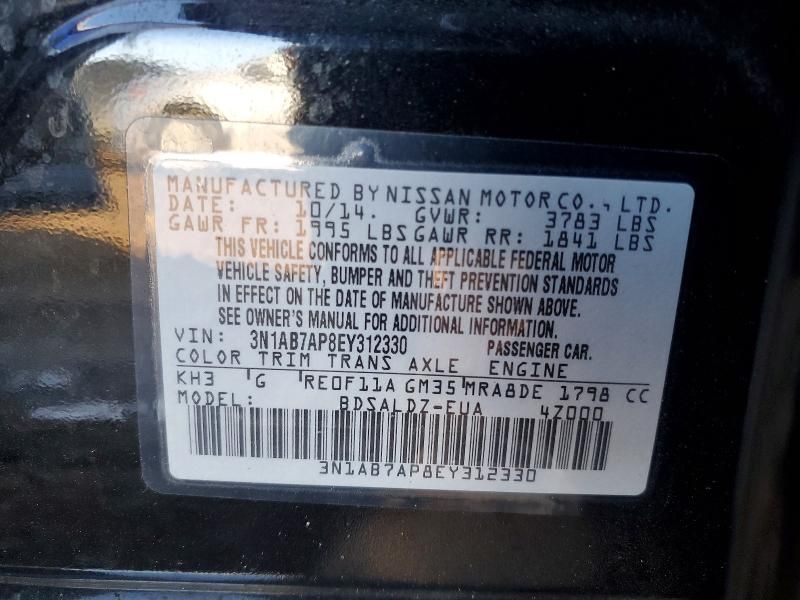 MANUFACTURED BY NISSAN MOTOR CO., LTD.
DATE: 10/14. GVWR: 3783 LBS
GAWR FR: 1995 LBS GAWR RR: 1841 LBS
THIS VEHICLE CONFORMS TO ALL APPLICABLE FEDERAL MOTOR
VEHICLE SAFETY, BUMPER AND THEFT PREVENTION STANDARDS
IN EFFECT ON THE DATE OF MANUFACTURE SHOWN ABOVE.
SEE OWNER'S MANUAL FOR ADDITIONAL INFORMATION.
VIN: 3N1AB7AP8EY312330 PASSENGER CAR.
COLOR TRIM TRANS AXLE ENGINE
KH3 G RE0F11A GM35 MRA8DE 1798 CC
MODEL: BDSALDZ-EUA 4Z000
3N1AB7AP8EY312330